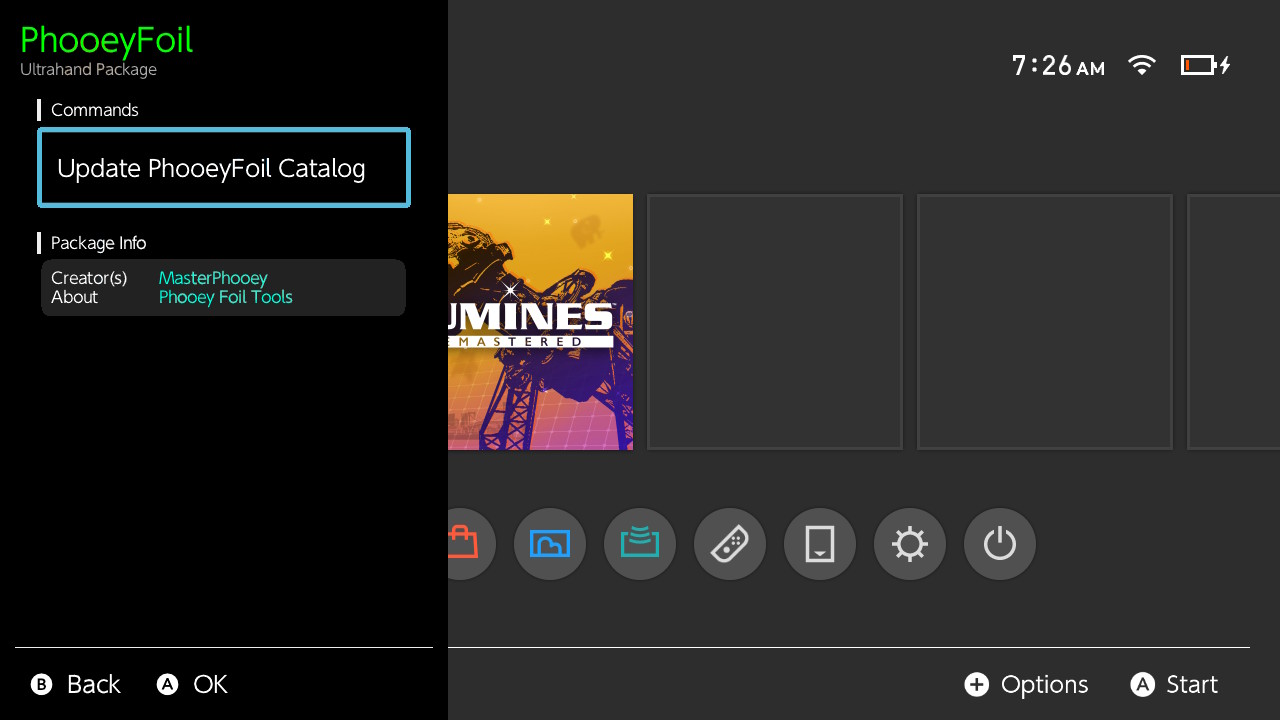 PhooeyFoil
Ultrahand Package
Commands
Update PhooeyFoil Catalog
Package Info
Creator(s) MasterPhooey
About Phooey Foil Tools
B Back A OK
7:26 AM
UMINES
EMASTERED
+ Options A Start